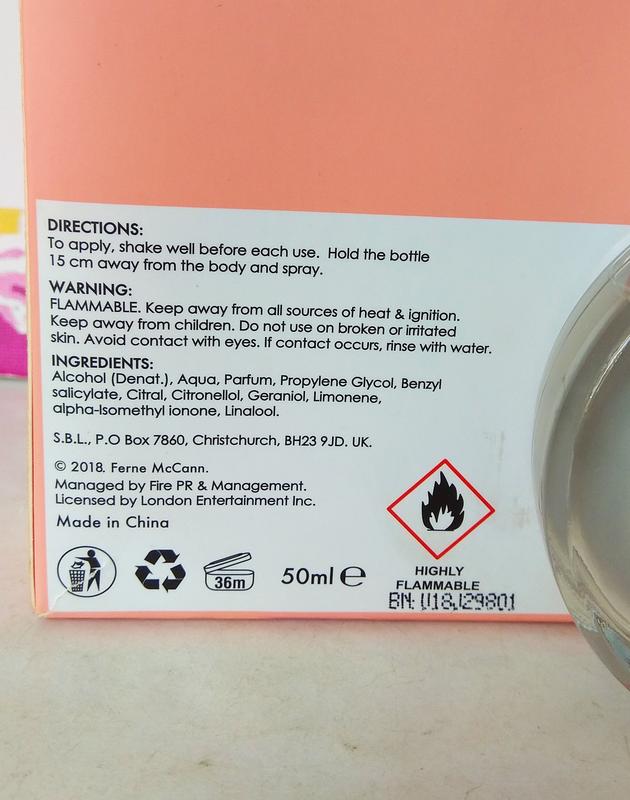 DIRECTIONS:
To apply, shake well before each use. Hold the bottle
15 cm away from the body and spray.
WARNING:
FLAMMABLE. Keep away from all sources of heat & ignition.
Keep away from children. Do not use on broken or irritated
skin. Avoid contact with eyes. If contact occurs, rinse with water.
INGREDIENTS:
Alcohol (Denat.), Aqua, Parfum, Propylene Glycol, Benzyl
salicylate, Citral, Citronellol, Geraniol, Limonene,
alpha-Isomethyl ionone, Linalool.
S.B.L., P.O Box 7860, Christchurch, BH23 9JD. UK.
© 2018. Ferne McCann.
Managed by Fire PR & Management.
Licensed by London Entertainment Inc.
Made in China
36m
50ml ℮
HIGHLY
FLAMMABLE
BN: